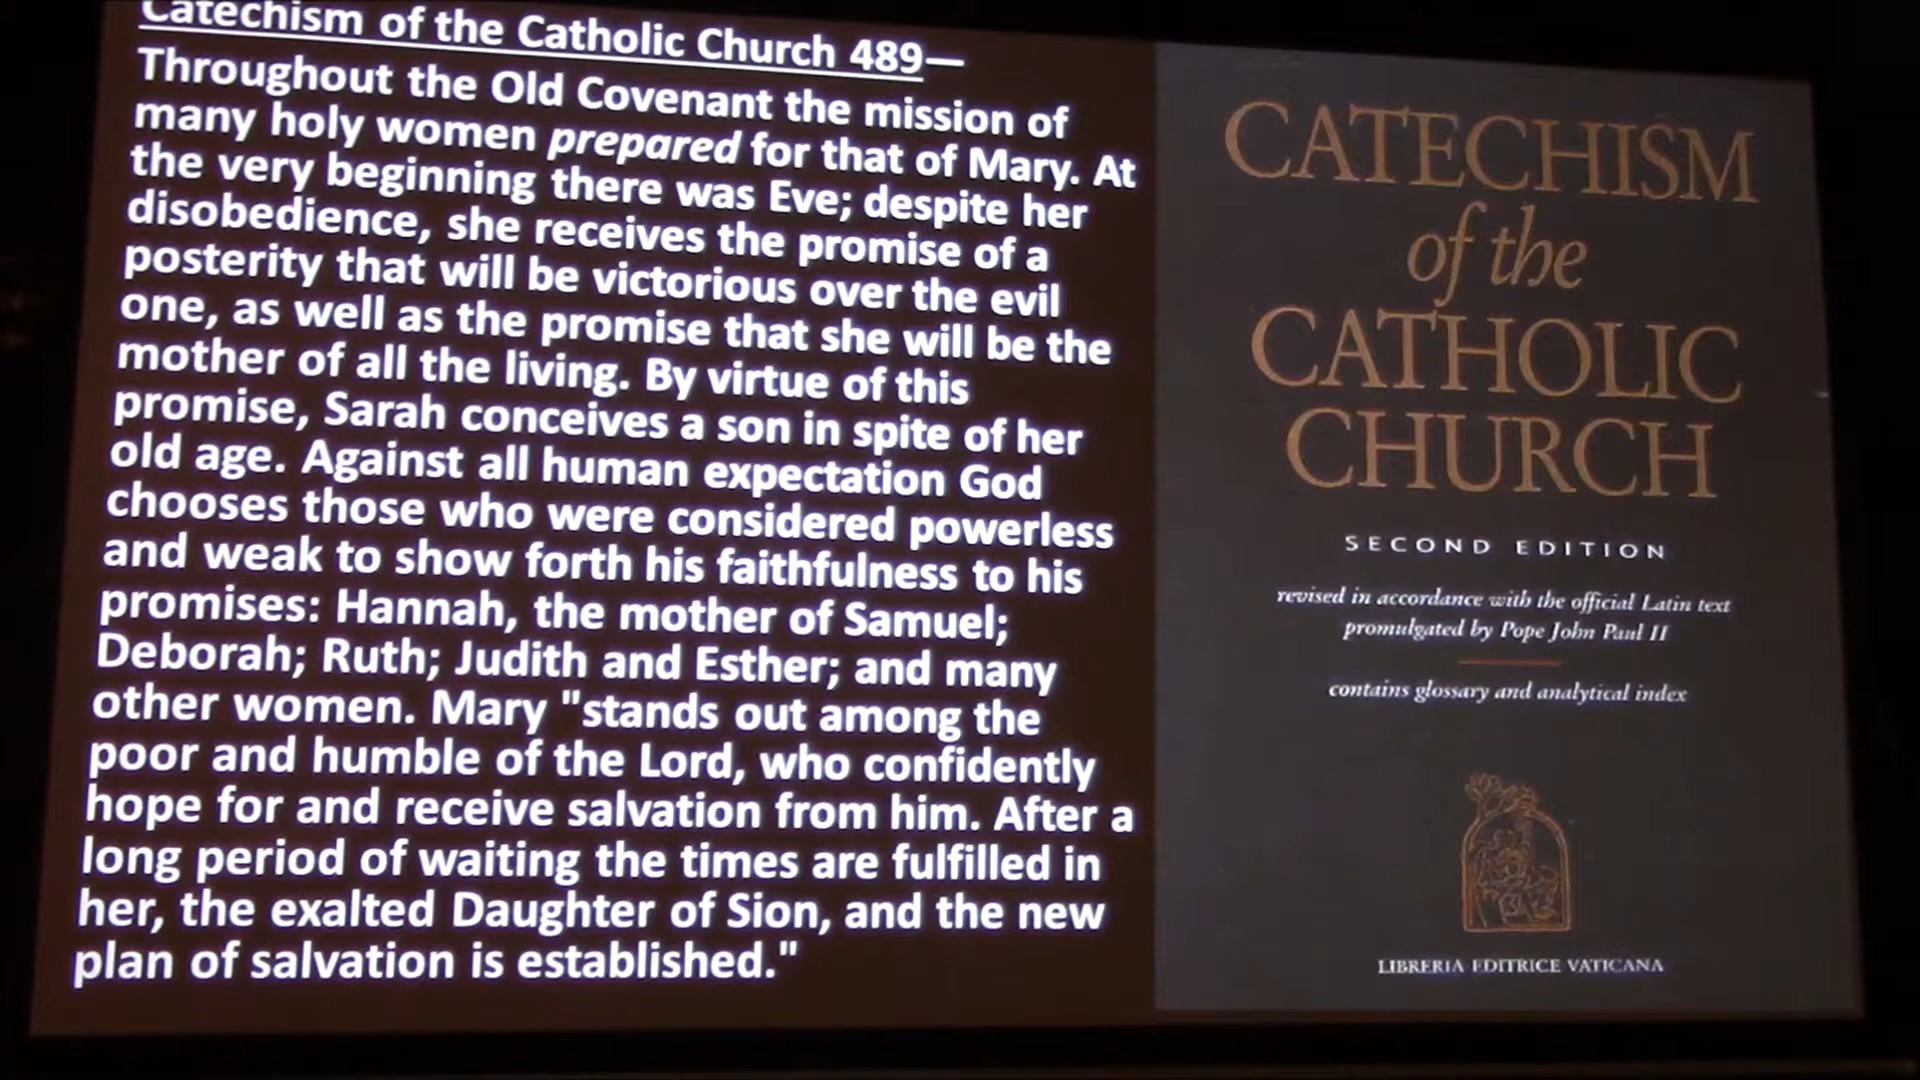 Catechism of the Catholic Church 489—
Throughout the Old Covenant the mission of
many holy women prepared for that of Mary. At
the very beginning there was Eve; despite her
disobedience, she receives the promise of a
posterity that will be victorious over the evil
one, as well as the promise that she will be the
mother of all the living. By virtue of this
promise, Sarah conceives a son in spite of her
old age. Against all human expectation God
chooses those who were considered powerless
and weak to show forth his faithfulness to his
promises: Hannah, the mother of Samuel;
Deborah; Ruth; Judith and Esther; and many
other women. Mary "stands out among the
poor and humble of the Lord, who confidently
hope for and receive salvation from him. After a
long period of waiting the times are fulfilled in
her, the exalted Daughter of Sion, and the new
plan of salvation is established."
CATECHISM
of the
CATHOLIC
CHURCH
SECOND EDITION
revised in accordance with the official Latin text
promulgated by Pope John Paul II
contains glossary and analytical index
LIBRERIA EDITRICE VATICANA